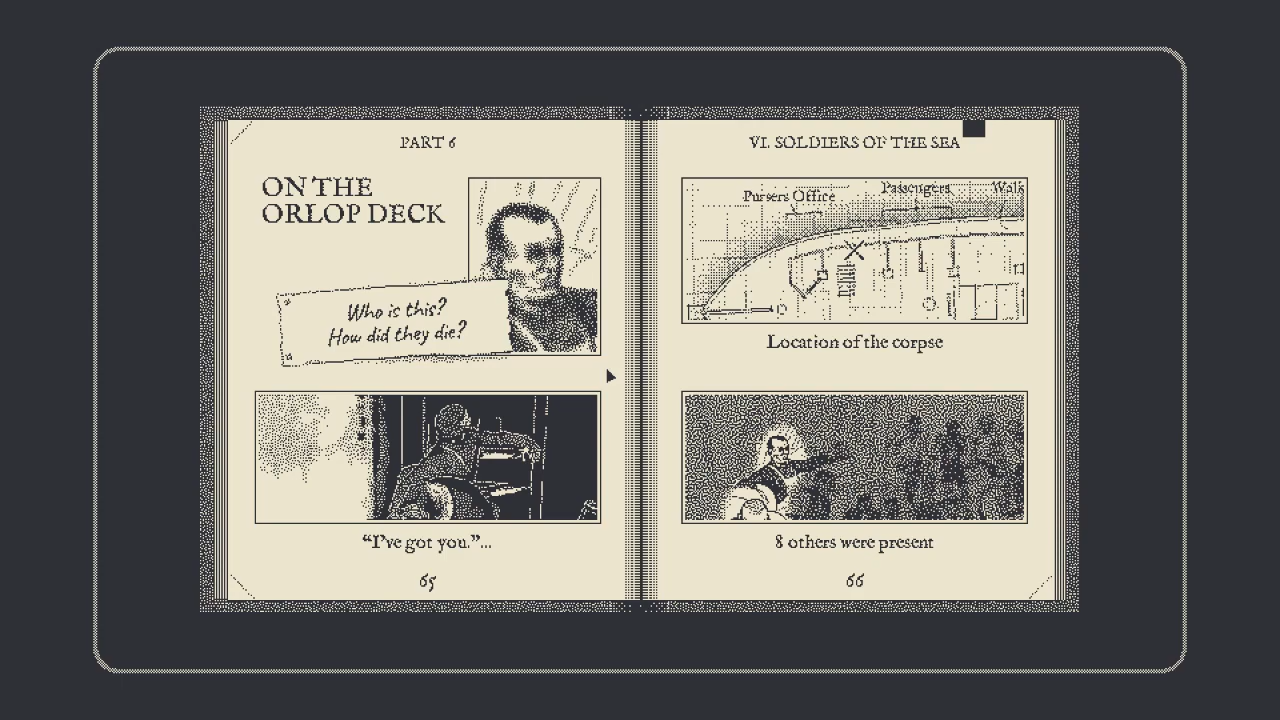 PART 6
ON THE
ORLOP DECK
Who is this?
How did they die?
“I’ve got you.”...
65
VI. SOLDIERS OF THE SEA
Pursers Office
Passengers
Walk
Location of the corpse
8 others were present
66